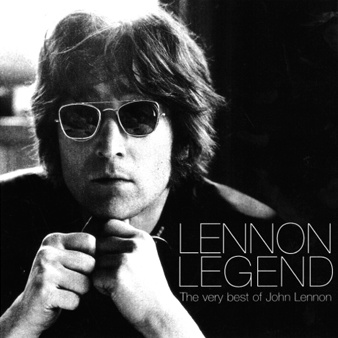 LENNON
LEGEND
The very best of John Lennon